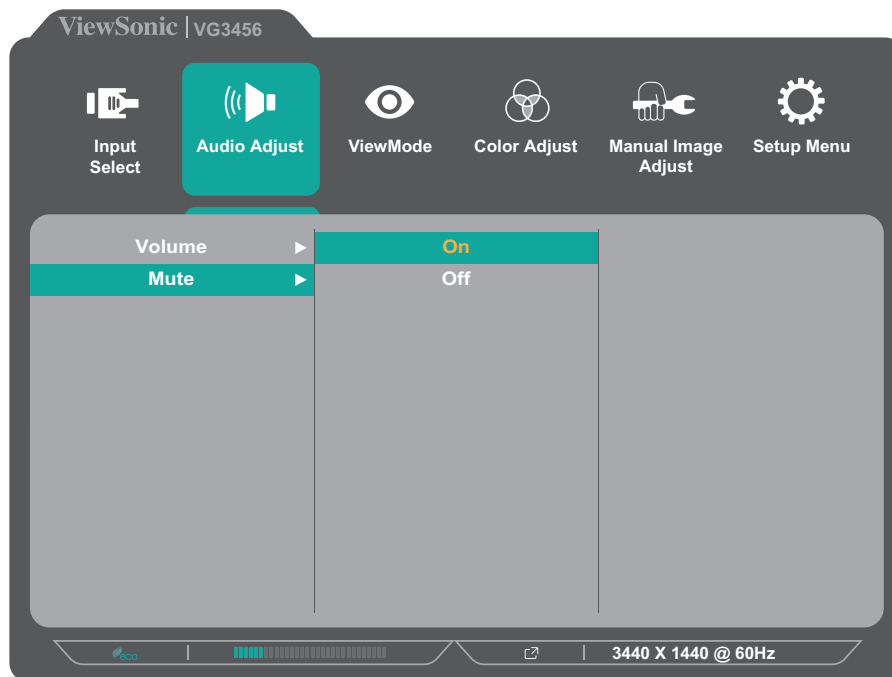 ViewSonic VG3456
Input
Select
Audio Adjust
ViewMode
Color Adjust
Manual Image
Adjust
Setup Menu
Volume
On
Mute
Off
eco
3440 X 1440 @ 60Hz